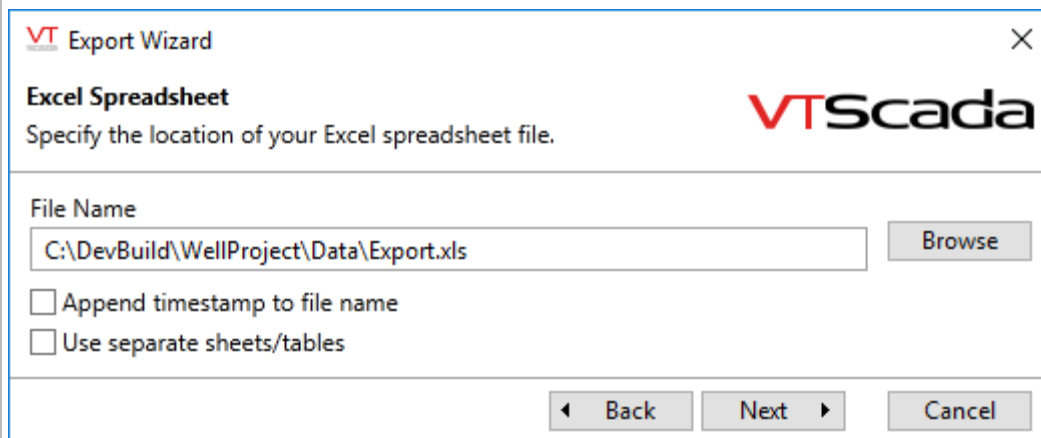 VT Export Wizard
Excel Spreadsheet
VTScada
Specify the location of your Excel spreadsheet file.
File Name
C:\DevBuild\WellProject\Data\Export.xls
Browse
Append timestamp to file name
Use separate sheets/tables
Back
Next
Cancel